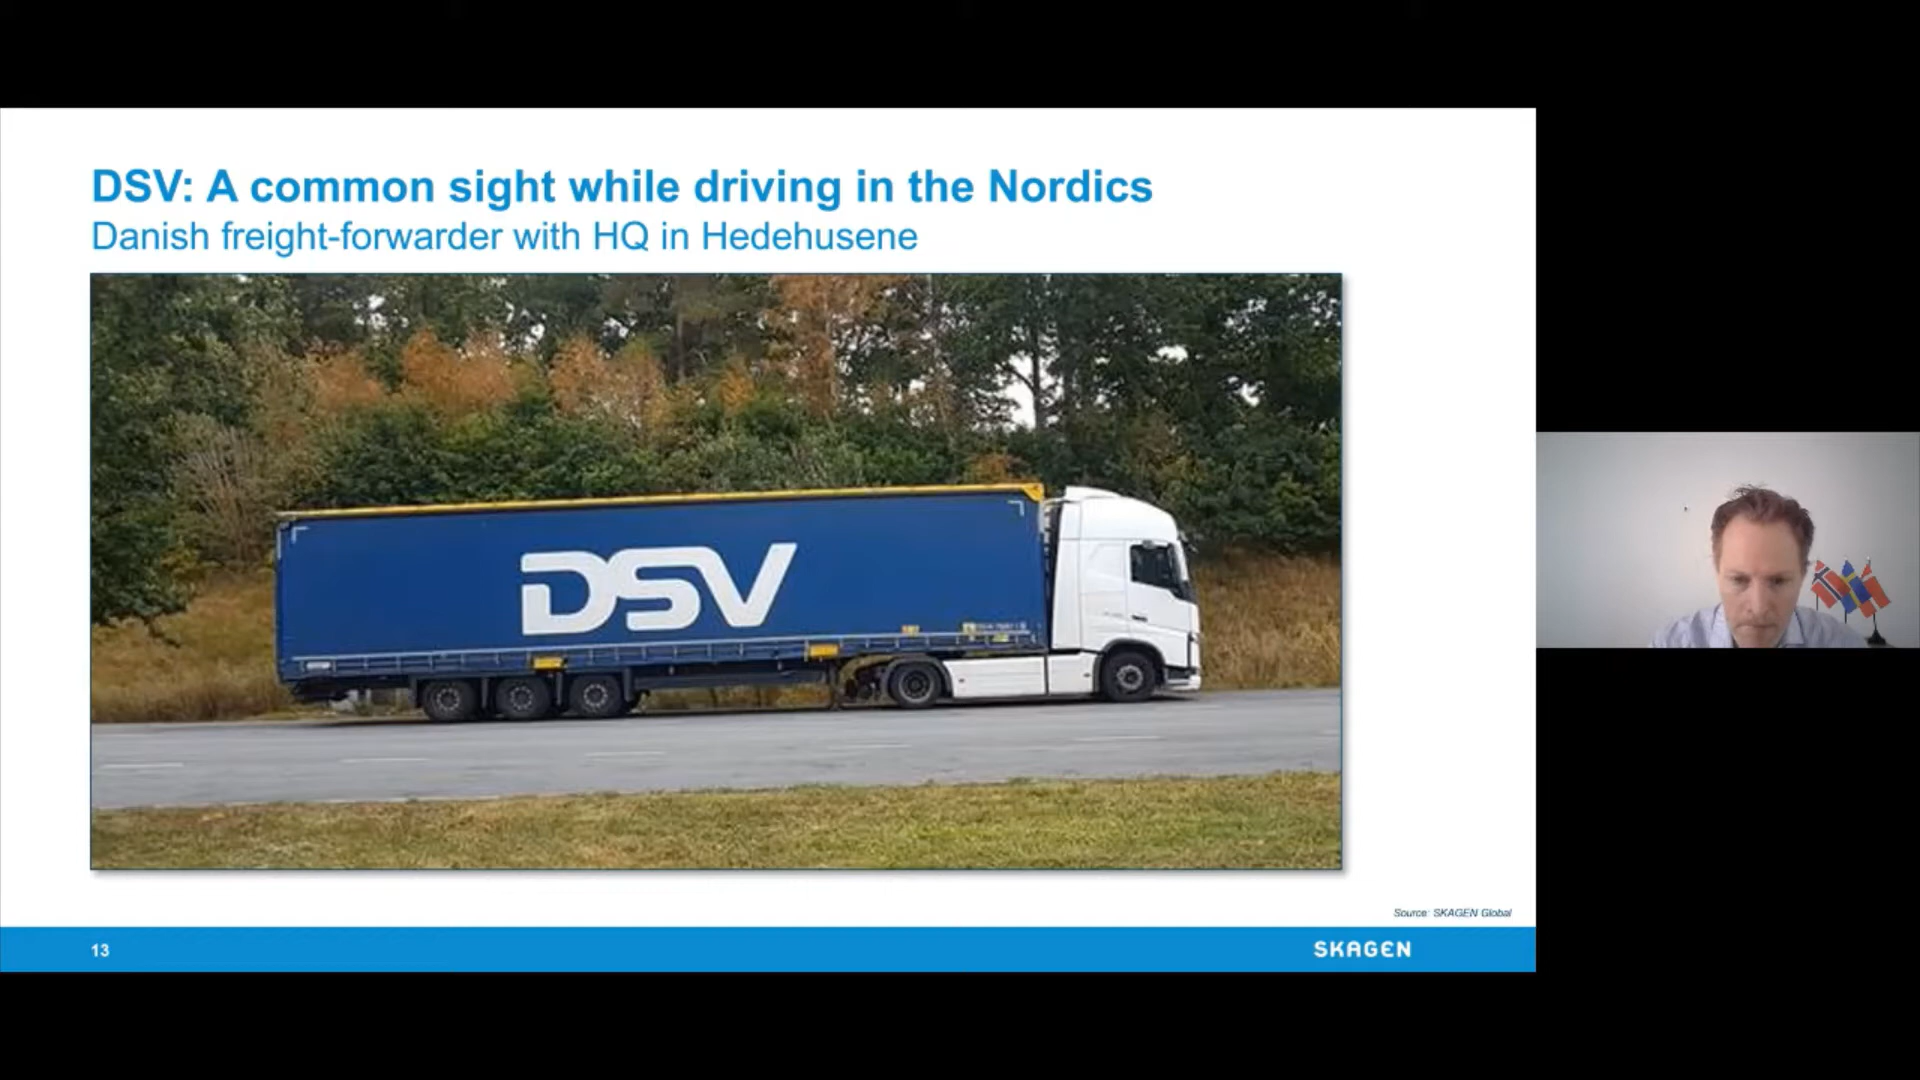 DSV: A common sight while driving in the Nordics
Danish freight-forwarder with HQ in Hedehusene
DSV
Source: SKAGEN Global
13
SKAGEN